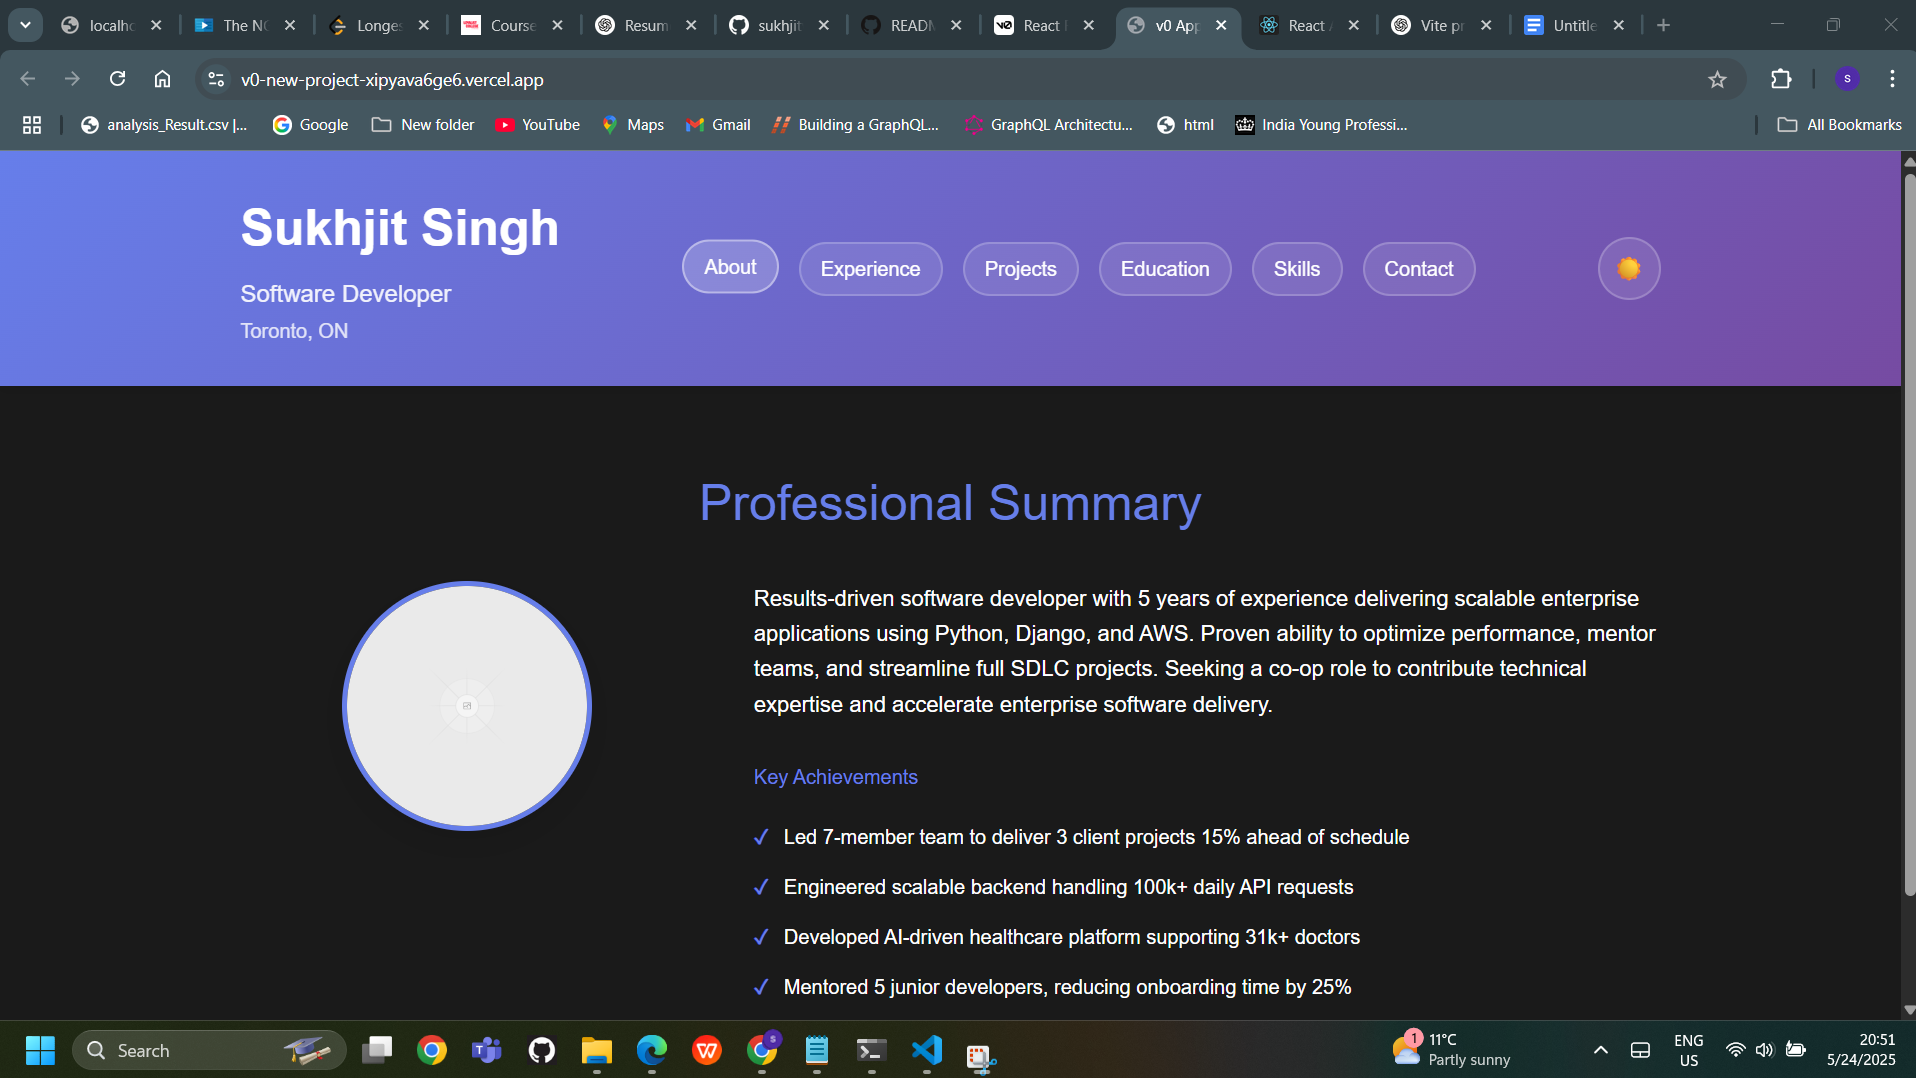 localho
The NO
Longes
Course
Resum
sukhjit
READM
React
v0 App
React
Vite pr
Untitle
v0-new-project-xipyava6ge6.vercel.app
S
analysis_Result.csv |...
Google
New folder
YouTube
Maps
Gmail
Building a GraphQL...
GraphQL Architectu...
html
India Young Professi...
All Bookmarks
Sukhjit Singh
Software Developer
Toronto, ON
About
Experience
Projects
Education
Skills
Contact
Professional Summary
Results-driven software developer with 5 years of experience delivering scalable enterprise
applications using Python, Django, and AWS. Proven ability to optimize performance, mentor
teams, and streamline full SDLC projects. Seeking a co-op role to contribute technical
expertise and accelerate enterprise software delivery.
Key Achievements
✓ Led 7-member team to deliver 3 client projects 15% ahead of schedule
✓ Engineered scalable backend handling 100k+ daily API requests
✓ Developed AI-driven healthcare platform supporting 31k+ doctors
✓ Mentored 5 junior developers, reducing onboarding time by 25%
Search
1
11°C
Partly sunny
ENG
US
20:51
5/24/2025